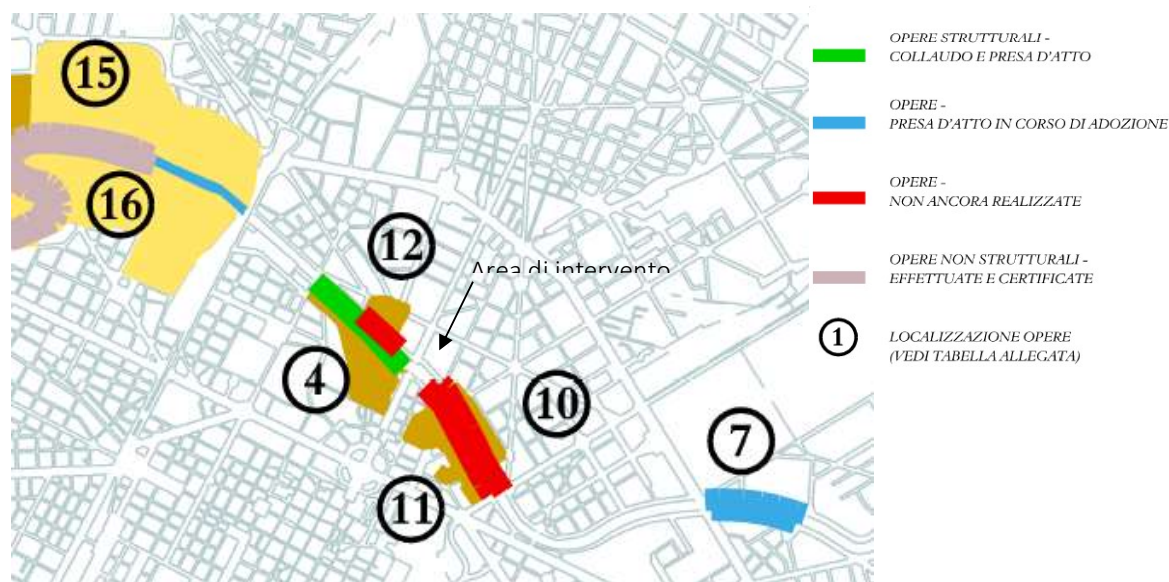 15
16
12
Area di intervento
4
10
7
11
OPERE STRUTTURALI -
COLLAUDO E PRESA D'ATTO
OPERE -
PRESA D'ATTO IN CORSO DI ADOZIONE
OPERE -
NON ANCORA REALIZZATE
OPERE NON STRUTTURALI -
EFFETTUATE E CERTIFICATE
1
LOCALIZZAZIONE OPERE
(VEDI TABELLA ALLEGATA)